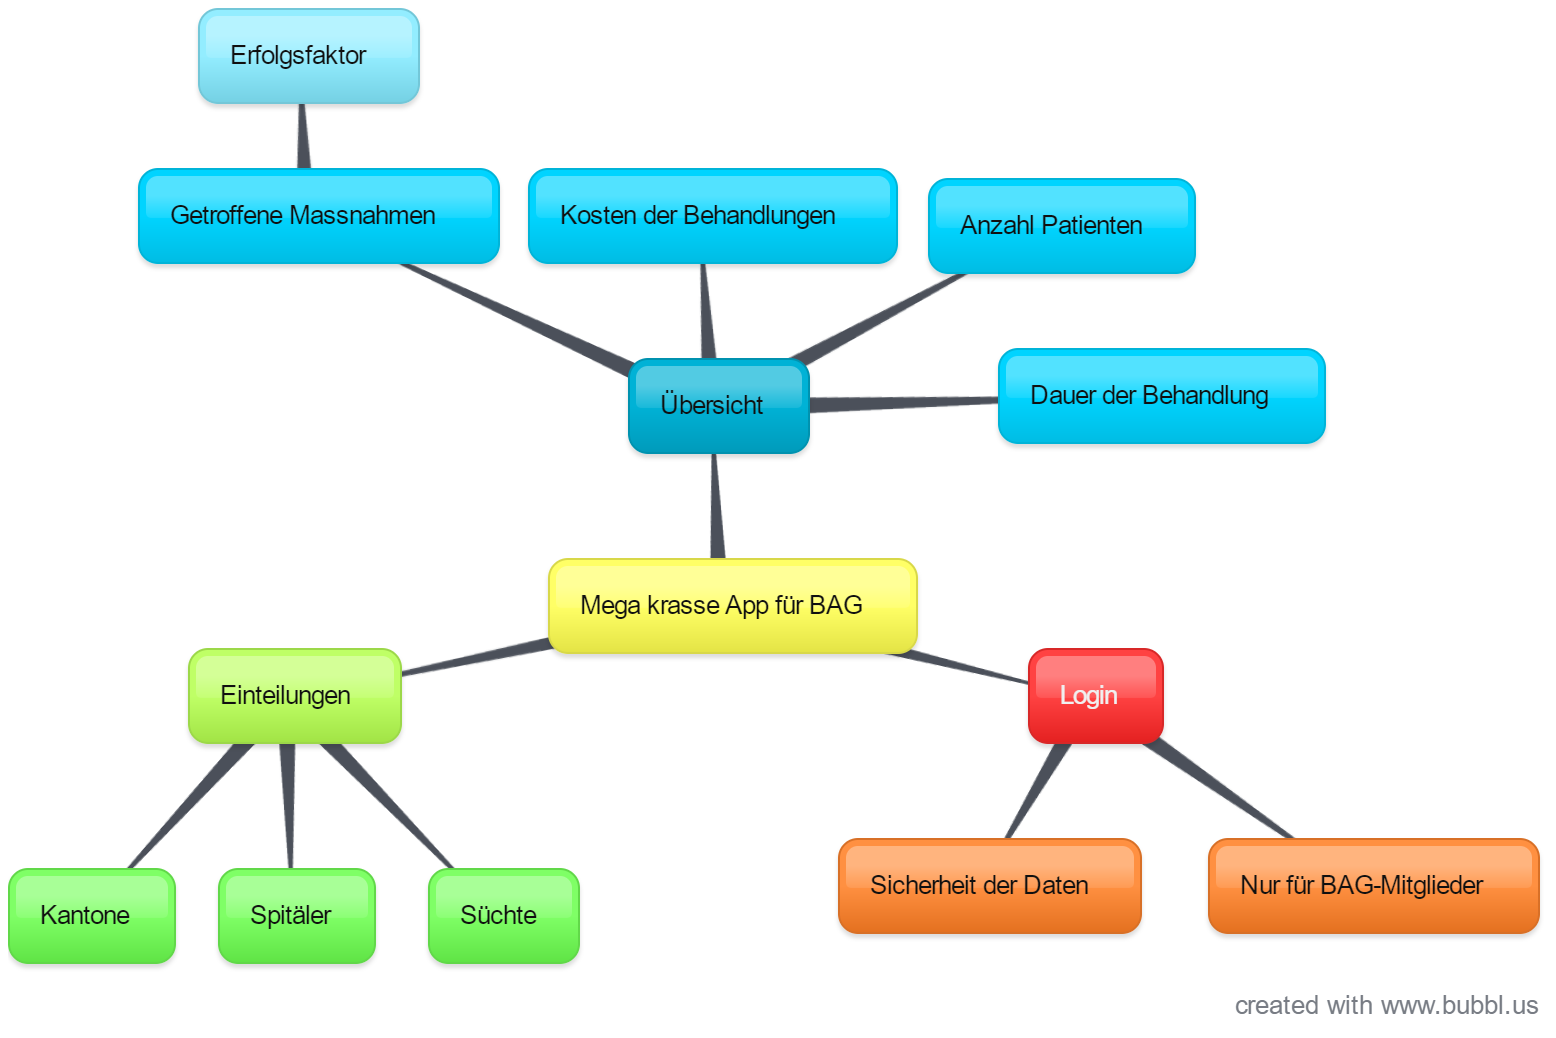 Erfolgsfaktor
Getroffene Massnahmen
Kosten der Behandlungen
Anzahl Patienten
Übersicht
Dauer der Behandlung
Mega krasse App für BAG
Einteilungen
Login
Kantone
Spitäler
Süchte
Sicherheit der Daten
Nur für BAG-Mitglieder
created with www.bubbl.us